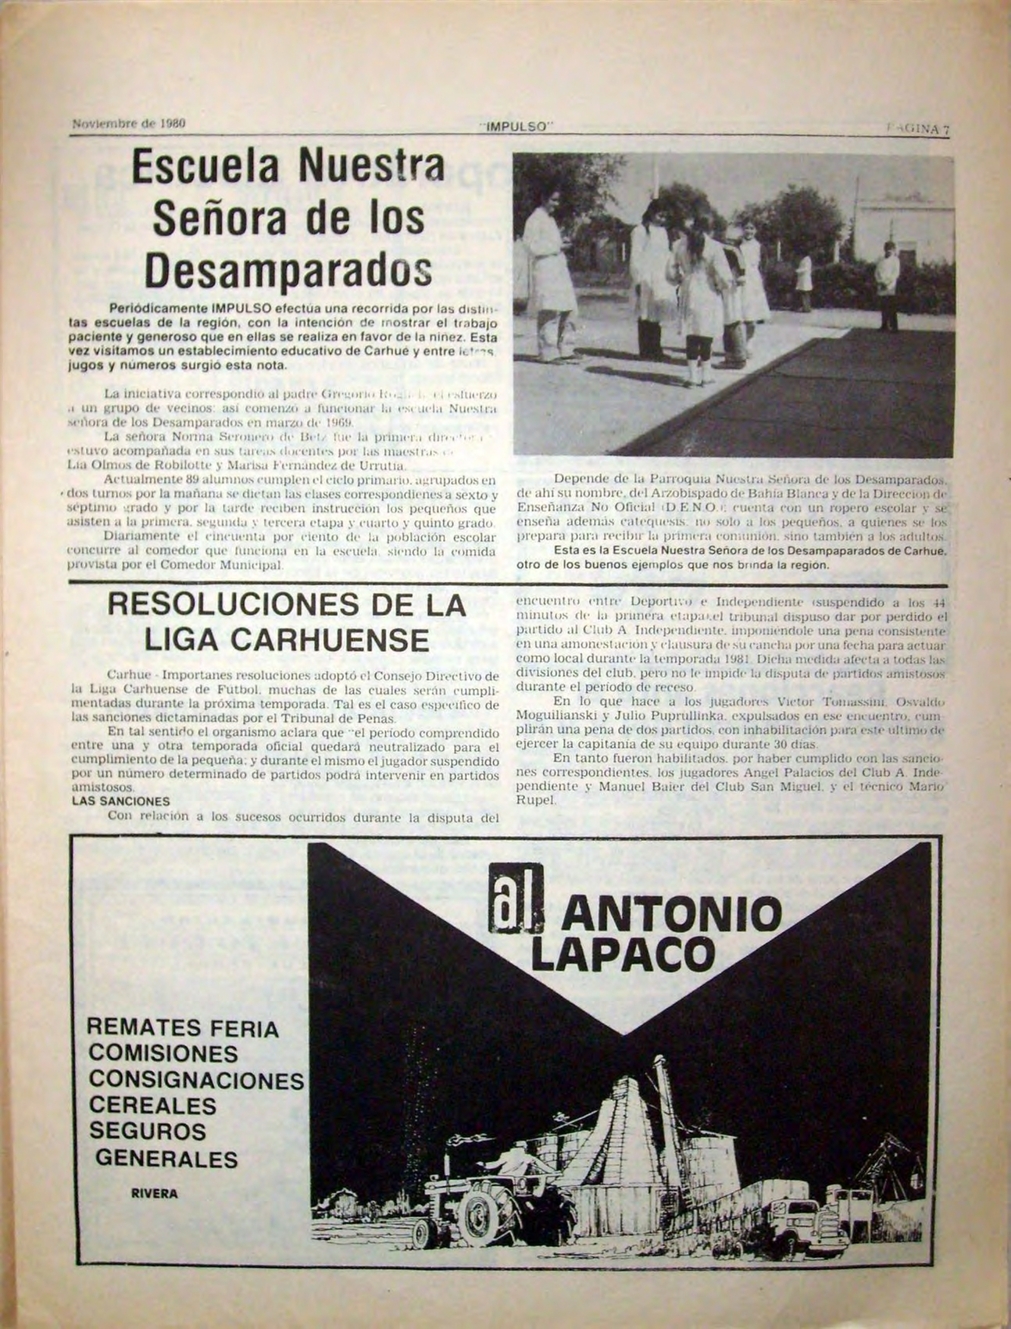 Noviembre de 1980
"IMPULSO"
PAGINA 7
Escuela Nuestra
Señora de los
Desamparados
Periódicamente IMPULSO efectúa una recorrida por las distin-
tas escuelas de la región, con la intención de mostrar el trabajo
paciente y generoso que en ellas se realiza en favor de la niñez. Esta
vez visitamos un establecimiento educativo de Carhué y entre
jugos y números surgió esta nota.
La iniciativa correspondió al padre Gregorio esfuerzo
a un grupo de vecinos; así comenzó a funcionar la escuela Nuestra
señora de los Desamparados en marzo de 1969.
La señora Norma Seronero de Betz fue la primera
estuvo acompañada en sus tareas docentes por las maestras
Lia Olmos de Robilotte y Marisa Fernández de Urrutia.
Actualmente 89 alumnos cumplen el ciclo primario, agrupados en
dos turnos por la mañana se dictan las clases correspondienes a sexto y
séptimo grado y por la tarde reciben instrucción los pequeños que
asisten a la primera, segunda y tercera etapa y cuarto y quinto grado.
Diariamente el cincuenta por ciento de la población escolar
concurre al comedor que funciona en la escuela, siendo la comida
provista por el Comedor Municipal.
Depende de la Parroquia Nuestra Señora de los Desamparados,
de ahí su nombre, del Arzobispado de Bahía Blanca y de la Dirección de
Enseñanza No Oficial (D.E.N.O.); cuenta con un ropero escolar y se
enseña además catequesis, no solo a los pequeños, a quienes se los
prepara para recibir la primera comunión, sino también a los adultos.
Esta es la Escuela Nuestra Señora de los Desmpaparados de Carhué,
otro de los buenos ejemplos que nos brinda la región.
RESOLUCIONES DE LA
LIGA CARHUENSE
Carhué - Importanes resoluciones adoptó el Consejo Directivo de
la Liga Carhuense de Futbol, muchas de las cuales serán cumpli-
mentadas durante la próxima temporada. Tal es el caso específico de
las sanciones dictaminadas por el Tribunal de Penas.
En tal sentido el organismo aclara que "el período comprendido
entre una y otra temporada oficial quedará neutralizado para el
cumplimiento de la pequeña; y durante el mismo el jugador suspendido
por un número determinado de partidos podrá intervenir en partidos
amistosos.
LAS SANCIONES
Con relación a los sucesos ocurridos durante la disputa del
encuentro entre Deportivo e Independiente (suspendido a los 44
minutos de la primera etapa), el tribunal dispuso dar por perdido el
partido al Club A. Independiente, imponiéndole una pena consistente
en una amonestación y clausura de su cancha por una fecha para actuar
como local durante la temporada 1981. Dicha medida afecta a todas las
divisiones del club, pero no le impide la disputa de partidos amistosos
durante el período de receso.
En lo que hace a los jugadores Víctor Tomassini, Osvaldo
Moguilianski y Julio Puprullinka, expulsados en ese encuentro, cum-
plirán una pena de dos partidos, con inhabilitación para este último de
ejercer la capitanía de su equipo durante 30 días.
En tanto fueron habilitados, por haber cumplido con las sancio-
nes correspondientes, los jugadores Angel Palacios del Club A. Inde-
pendiente y Manuel Baier del Club San Miguel, y el técnico Mario
Rupel.
al ANTONIO
LAPACO
REMATES FERIA
COMISIONES
CONSIGNACIONES
CEREALES
SEGUROS
GENERALES
RIVERA